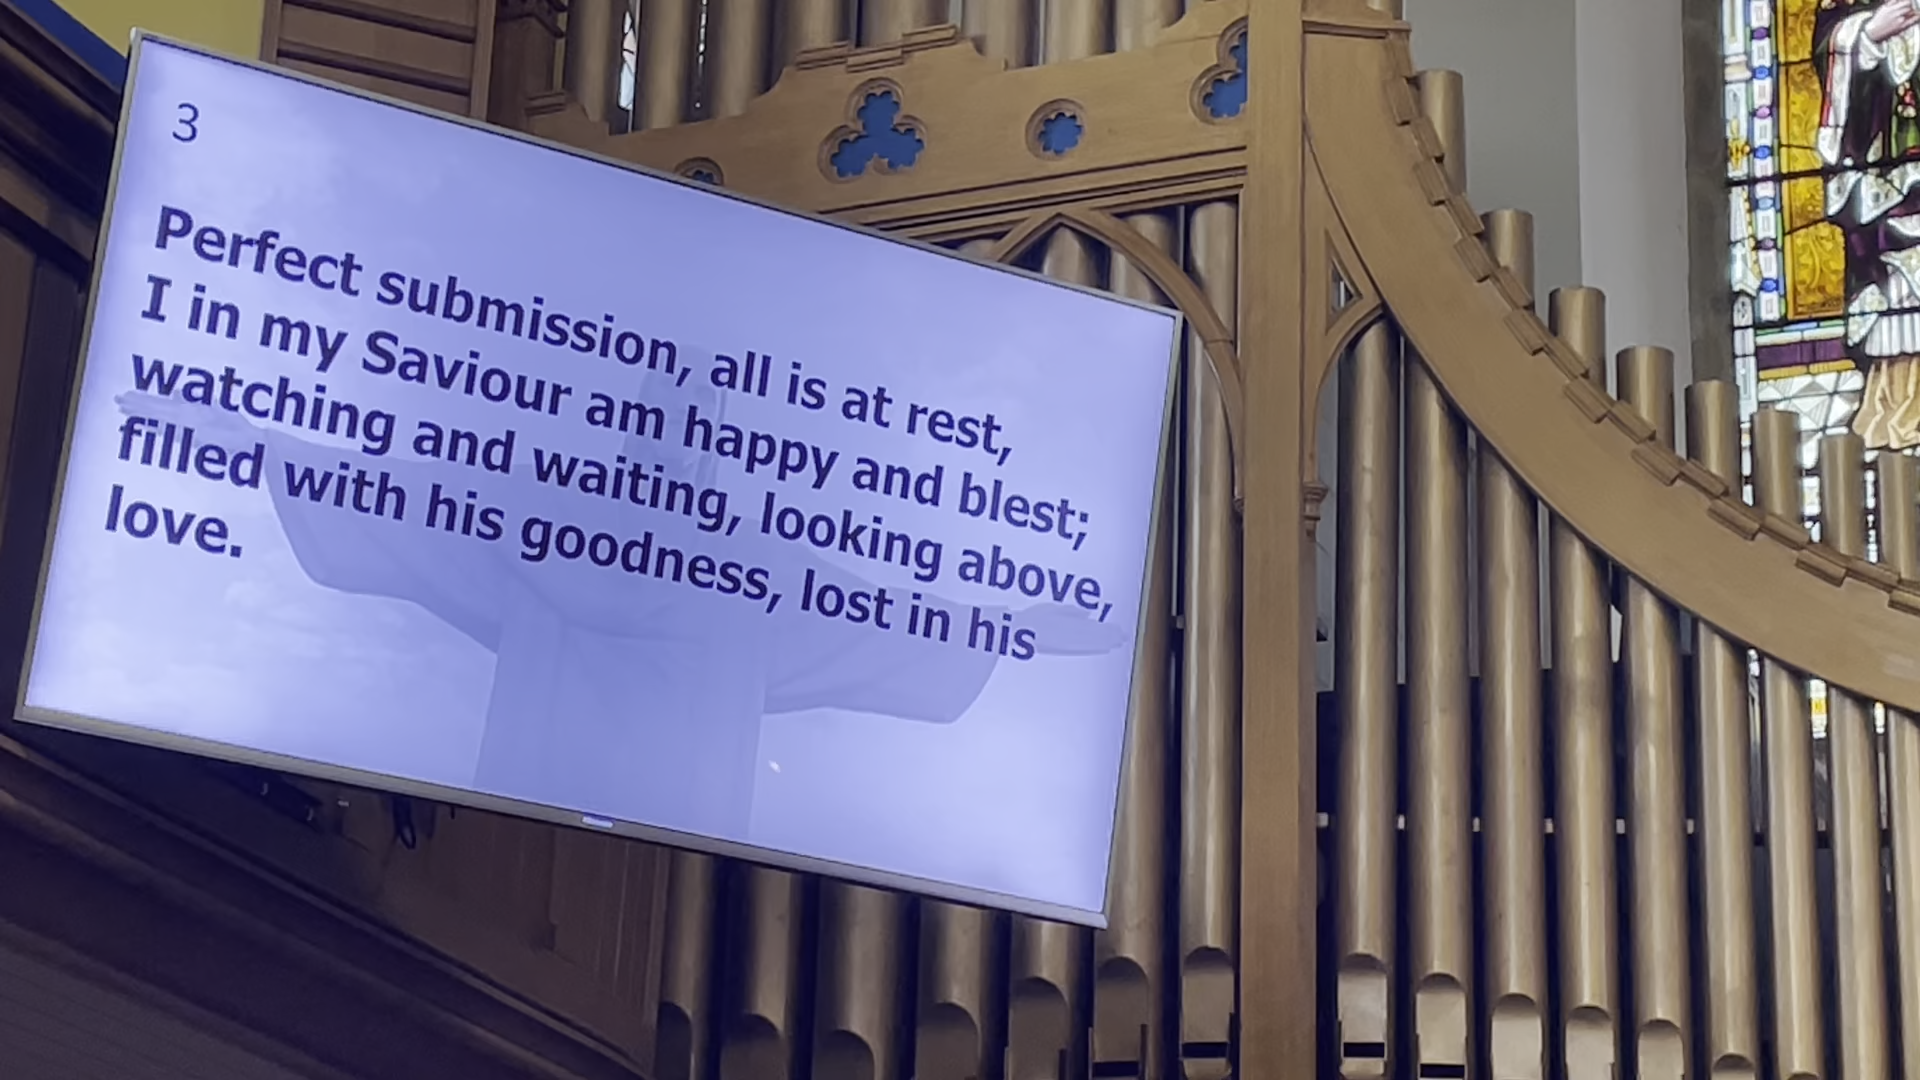 3
Perfect submission, all is at rest,
I in my Saviour am happy and blest;
watching and waiting, looking above,
filled with his goodness, lost in his
love.